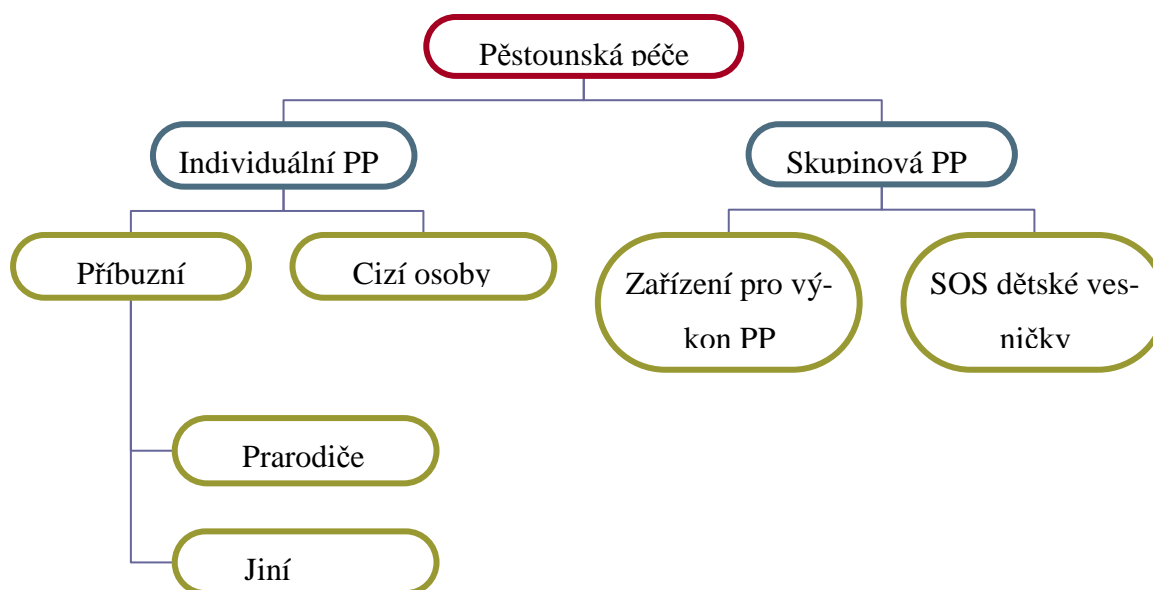 Pěstounská péče
Individuální PP
Skupinová PP
Příbuzní
Cizí osoby
Zařízení pro vý-
kon PP
SOS dětské ves-
ničky
Prarodiče
Jiní